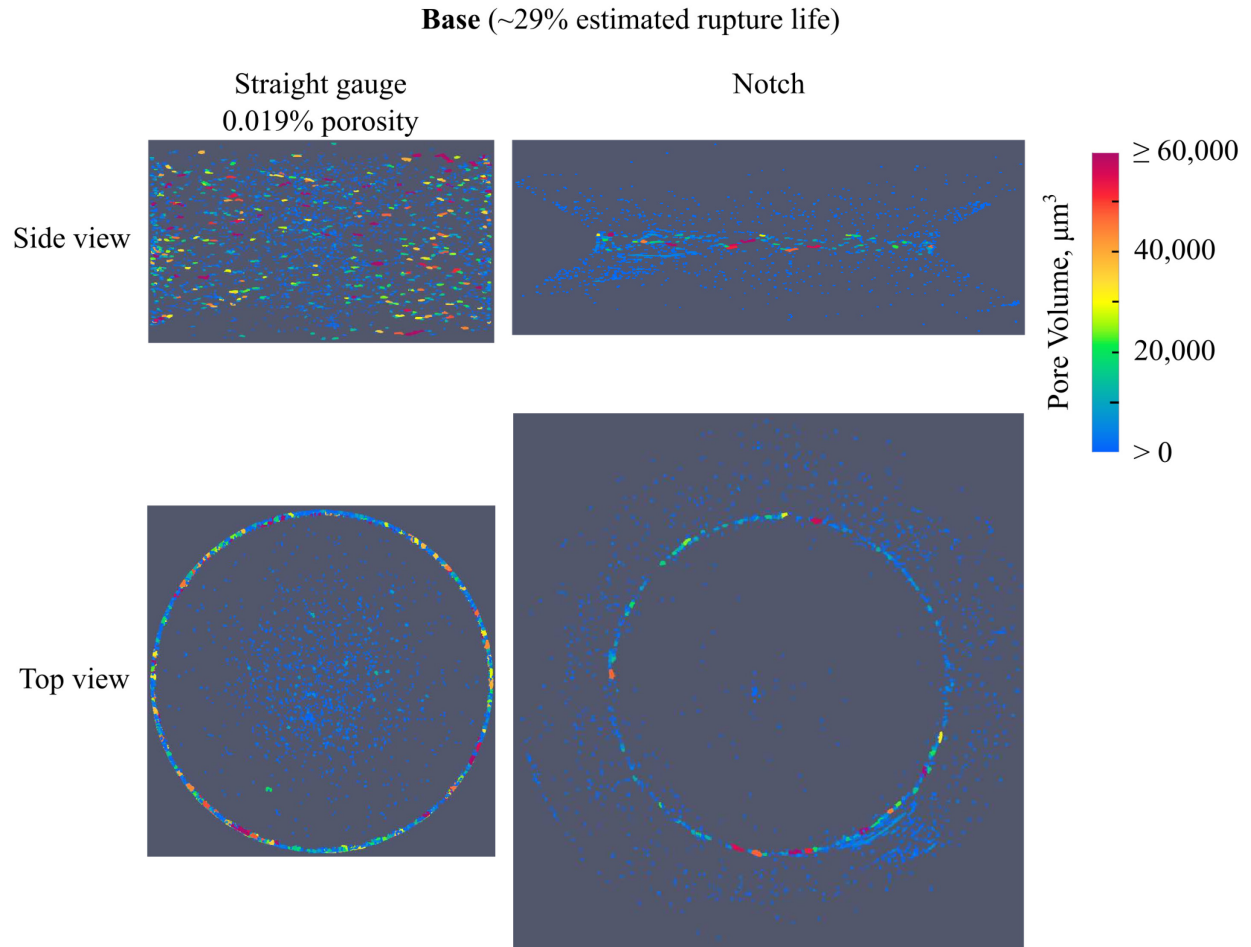 Base (~29% estimated rupture life)
Straight gauge
0.019% porosity
Notch
Side view
Top view
Pore Volume, µm³
≥ 60,000
40,000
20,000
> 0